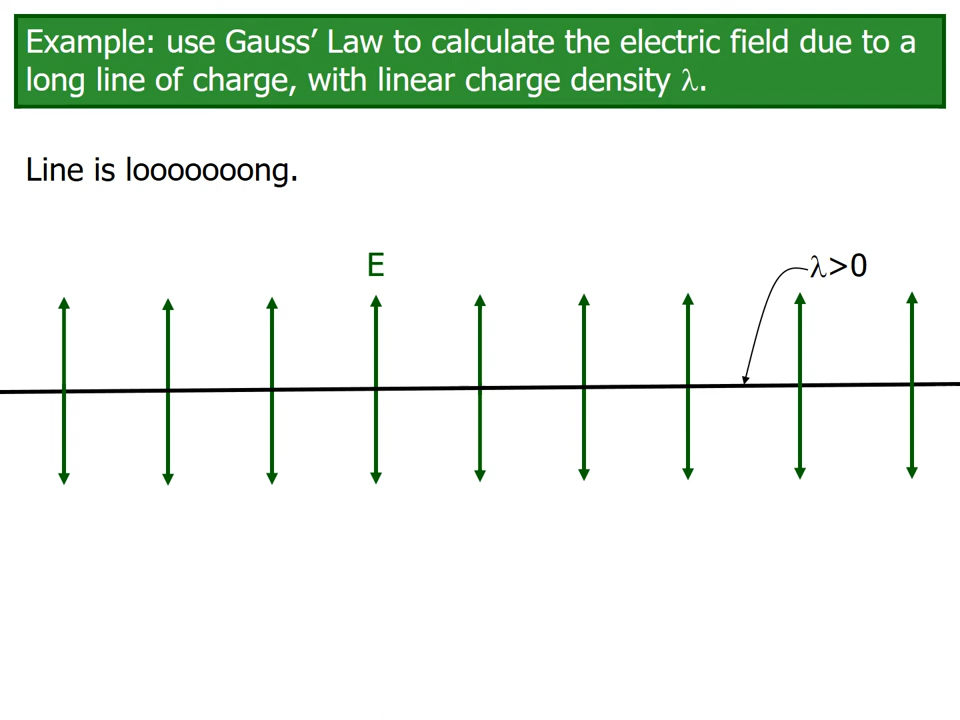 Example: use Gauss’ Law to calculate the electric field due to a
long line of charge, with linear charge density λ.
Line is looooooong.
E
λ>0